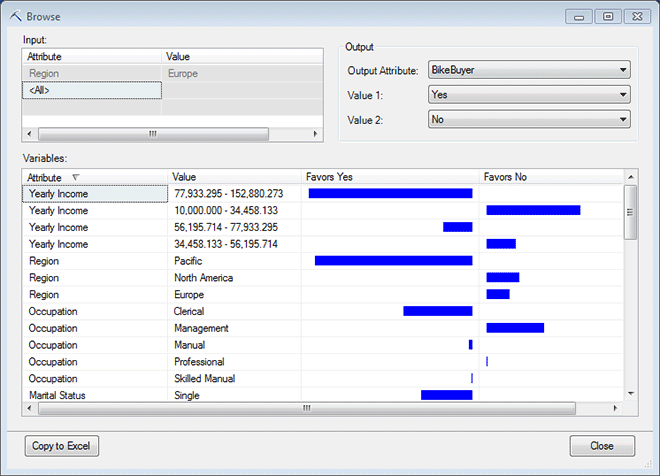 Browse
Input:
Attribute Value
Region Europe
<All>
Output
Output Attribute: BikeBuyer
Value 1: Yes
Value 2: No
Variables:
Attribute Value Favors Yes Favors No
Yearly Income 77,933.295 - 152,880.273
Yearly Income 10,000.000 - 34,458.133
Yearly Income 56,195.714 - 77,933.295
Yearly Income 34,458.133 - 56,195.714
Region Pacific
Region North America
Region Europe
Occupation Clerical
Occupation Management
Occupation Manual
Occupation Professional
Occupation Skilled Manual
Marital Status Single
Copy to Excel Close